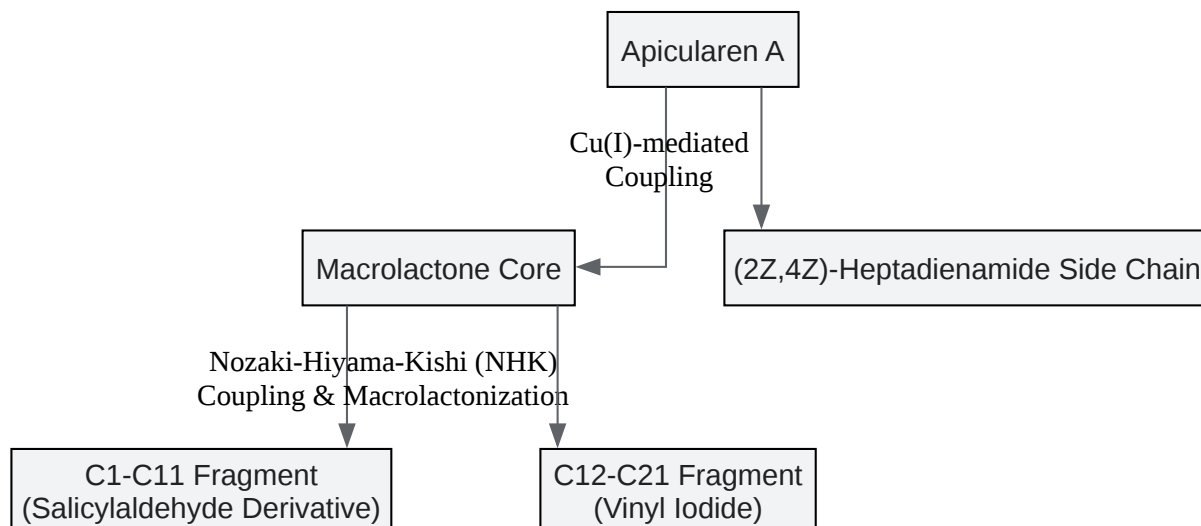 Apicularen A
Cu(I)-mediated
Coupling
Macrolactone Core
(2Z,4Z)-Heptadienamide Side Chain
Nozaki-Hiyama-Kishi (NHK)
Coupling & Macrolactonization
C1-C11 Fragment
(Salicylaldehyde Derivative)
C12-C21 Fragment
(Vinyl Iodide)